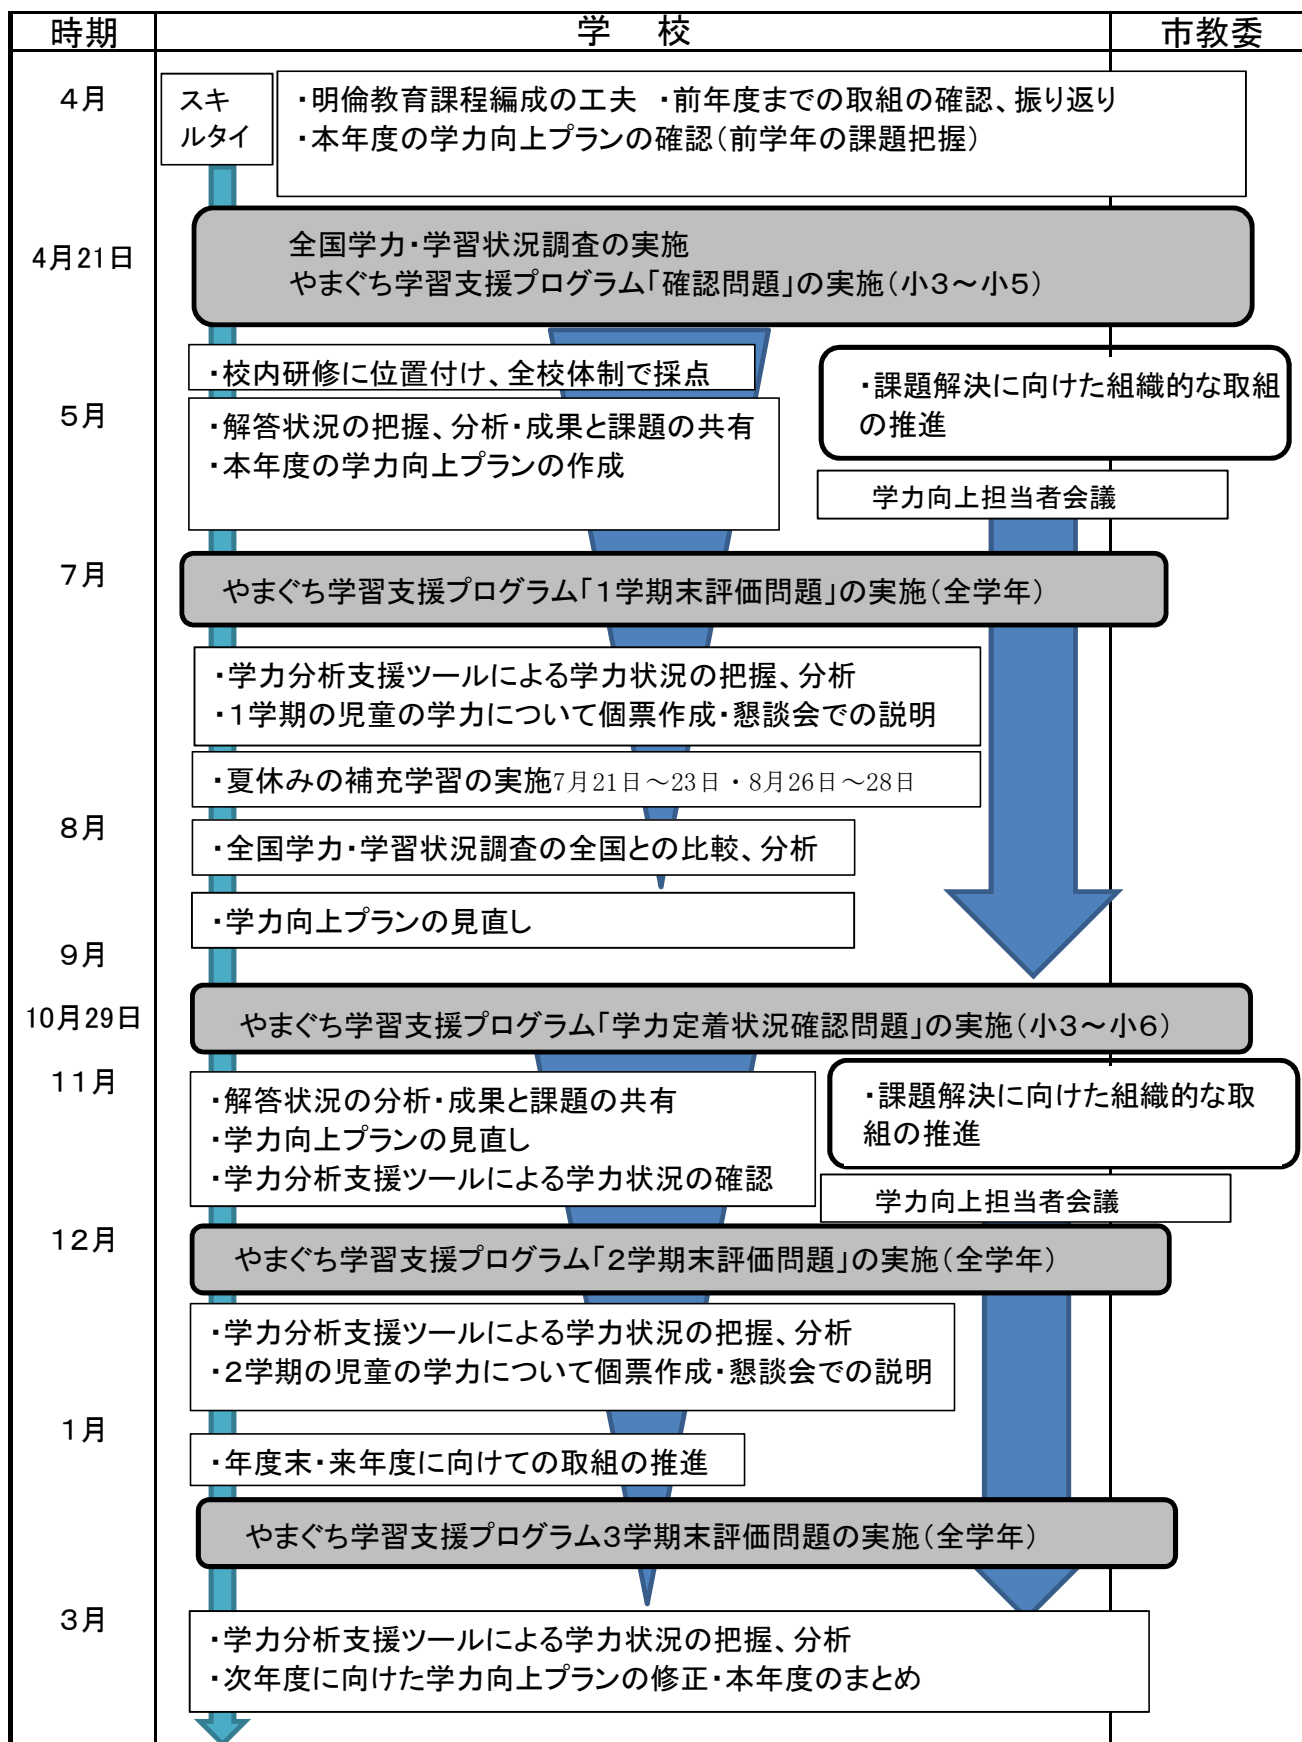 時期 学　校 市教委
4月
スキ
ルタイ
・明倫教育課程編成の工夫　・前年度までの取組の確認、振り返り
・本年度の学力向上プランの確認（前学年の課題把握）
4月21日
全国学力・学習状況調査の実施
やまぐち学習支援プログラム「確認問題」の実施（小3～小5）
・校内研修に位置付け、全校体制で採点
・課題解決に向けた組織的な取組
の推進
5月
・解答状況の把握、分析・成果と課題の共有
・本年度の学力向上プランの作成
学力向上担当者会議
7月
やまぐち学習支援プログラム「1学期末評価問題」の実施（全学年）
・学力分析支援ツールによる学力状況の把握、分析
・1学期の児童の学力について個票作成・懇談会での説明
・夏休みの補充学習の実施7月21日～23日・8月26日～28日
8月
・全国学力・学習状況調査の全国との比較、分析
・学力向上プランの見直し
9月
10月29日
やまぐち学習支援プログラム「学力定着状況確認問題」の実施（小3～小6）
11月
・解答状況の分析・成果と課題の共有
・学力向上プランの見直し
・学力分析支援ツールによる学力状況の確認
・課題解決に向けた組織的な取
組の推進
学力向上担当者会議
12月
やまぐち学習支援プログラム「2学期末評価問題」の実施（全学年）
・学力分析支援ツールによる学力状況の把握、分析
・2学期の児童の学力について個票作成・懇談会での説明
1月
・年度末・来年度に向けての取組の推進
やまぐち学習支援プログラム3学期末評価問題の実施（全学年）
3月
・学力分析支援ツールによる学力状況の把握、分析
・次年度に向けた学力向上プランの修正・本年度のまとめ